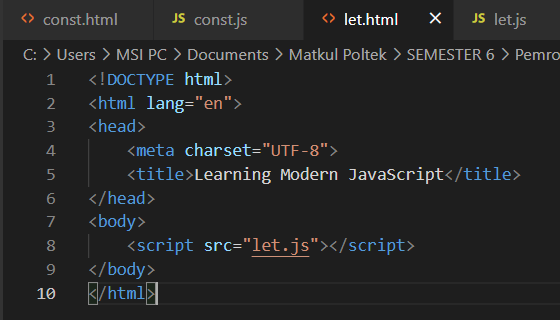 const.html const.js let.html × let.js
C: > Users > MSI PC > Documents > Matkul Poltek > SEMESTER 6 > Pemro
1 <!DOCTYPE html>
2 <html lang="en">
3 <head>
4 <meta charset="UTF-8">
5 <title>Learning Modern JavaScript</title>
6 </head>
7 <body>
8 <script src="let.js"></script>
9 </body>
10 </html>